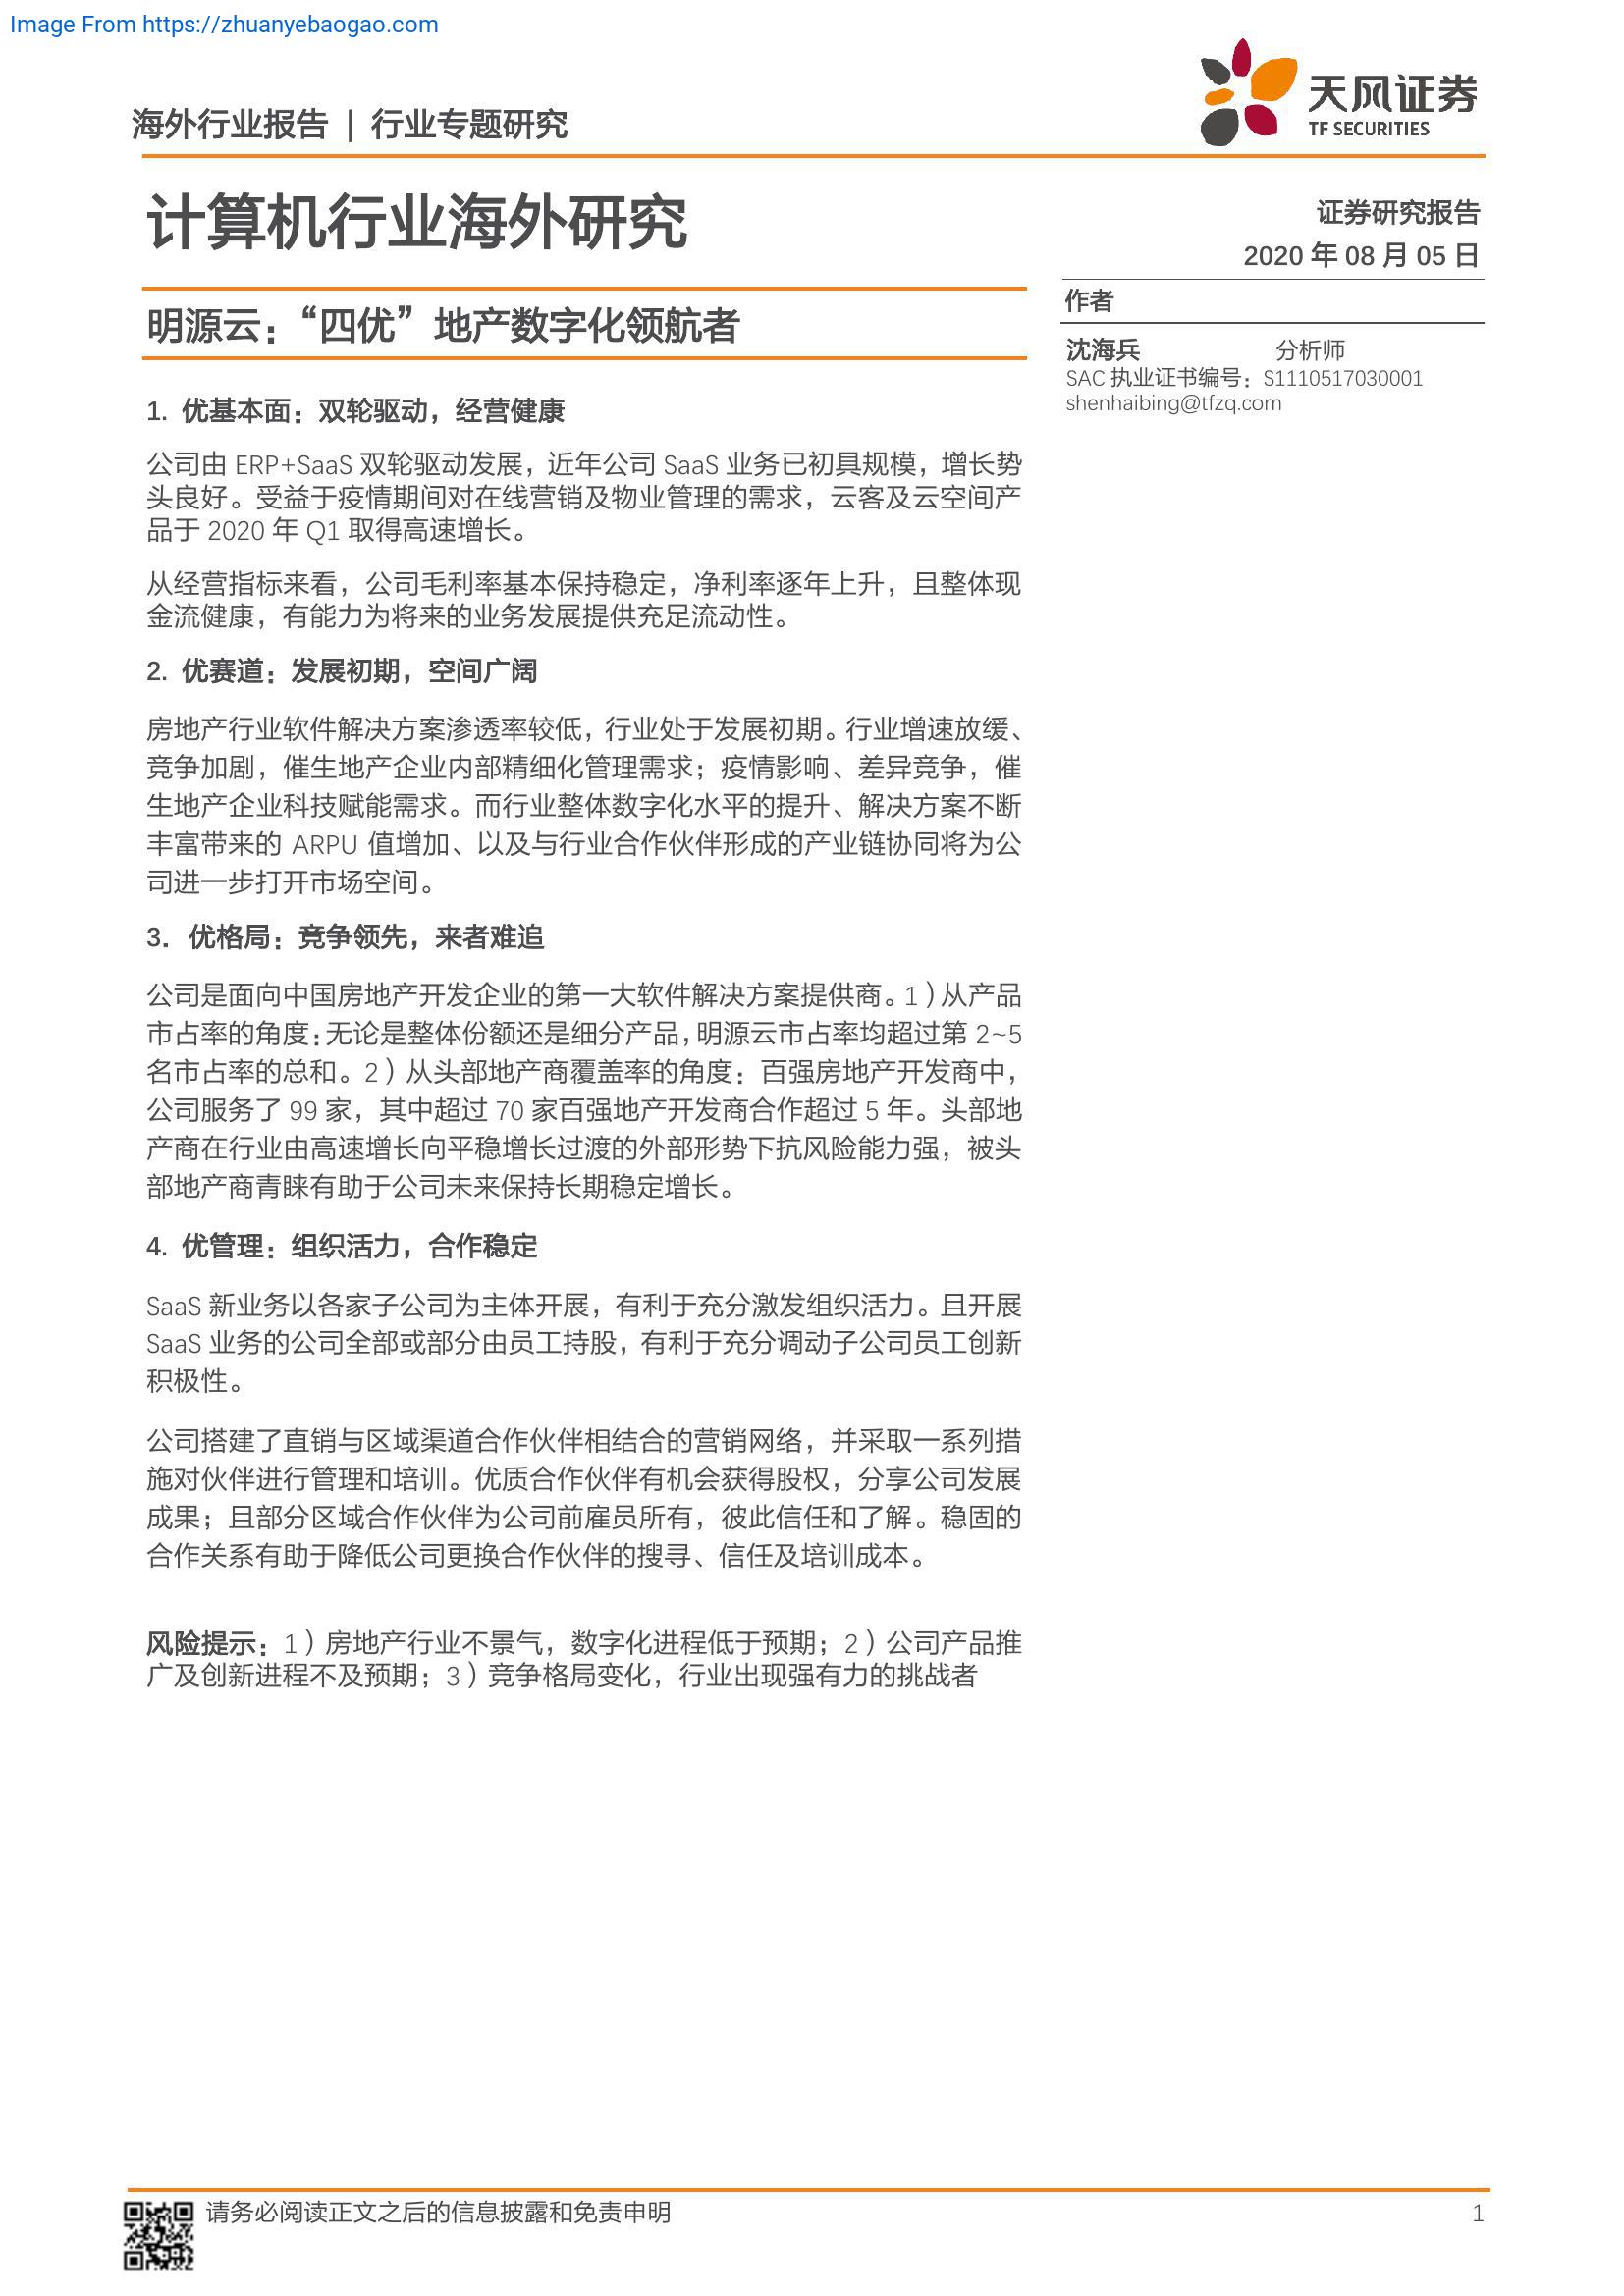 Image From https://zhuanyebaogao.com
海外行业报告 | 行业专题研究
天风证券
TF SECURITIES
计算机行业海外研究
证券研究报告
2020 年 08 月 05 日
明源云：“四优”地产数字化领航者
作者
沈海兵 分析师
SAC 执业证书编号：S1110517030001
shenhaibing@tfzq.com
1. 优基本面：双轮驱动，经营健康
公司由 ERP+SaaS 双轮驱动发展，近年公司 SaaS 业务已初具规模，增长势
头良好。受益于疫情期间对在线营销及物业管理的需求，云客及云空间产
品于 2020 年 Q1 取得高速增长。
从经营指标来看，公司毛利率基本保持稳定，净利率逐年上升，且整体现
金流健康，有能力为将来的业务发展提供充足流动性。
2. 优赛道：发展初期，空间广阔
房地产行业软件解决方案渗透率较低，行业处于发展初期。行业增速放缓、
竞争加剧，催生地产企业内部精细化管理需求；疫情影响、差异竞争，催
生地产企业科技赋能需求。而行业整体数字化水平的提升、解决方案不断
丰富带来的 ARPU 值增加、以及与行业合作伙伴形成的产业链协同将为公
司进一步打开市场空间。
3. 优格局：竞争领先，来者难追
公司是面向中国房地产开发企业的第一大软件解决方案提供商。1）从产品
市占率的角度：无论是整体份额还是细分产品，明源云市占率均超过第 2~5
名市占率的总和。2）从头部地产商覆盖率的角度：百强房地产开发商中，
公司服务了 99 家，其中超过 70 家百强地产开发商合作超过 5 年。头部地
产商在行业由高速增长向平稳增长过渡的外部形势下抗风险能力强，被头
部地产商青睐有助于公司未来保持长期稳定增长。
4. 优管理：组织活力，合作稳定
SaaS 新业务以各家子公司为主体开展，有利于充分激发组织活力。且开展
SaaS 业务的公司全部或部分由员工持股，有利于充分调动子公司员工创新
积极性。
公司搭建了直销与区域渠道合作伙伴相结合的营销网络，并采取一系列措
施对伙伴进行管理和培训。优质合作伙伴有机会获得股权，分享公司发展
成果；且部分区域合作伙伴为公司前雇员所有，彼此信任和了解。稳固的
合作关系有助于降低公司更换合作伙伴的搜寻、信任及培训成本。
风险提示：1）房地产行业不景气，数字化进程低于预期；2）公司产品推
广及创新进程不及预期；3）竞争格局变化，行业出现强有力的挑战者
请务必阅读正文之后的信息披露和免责申明 1